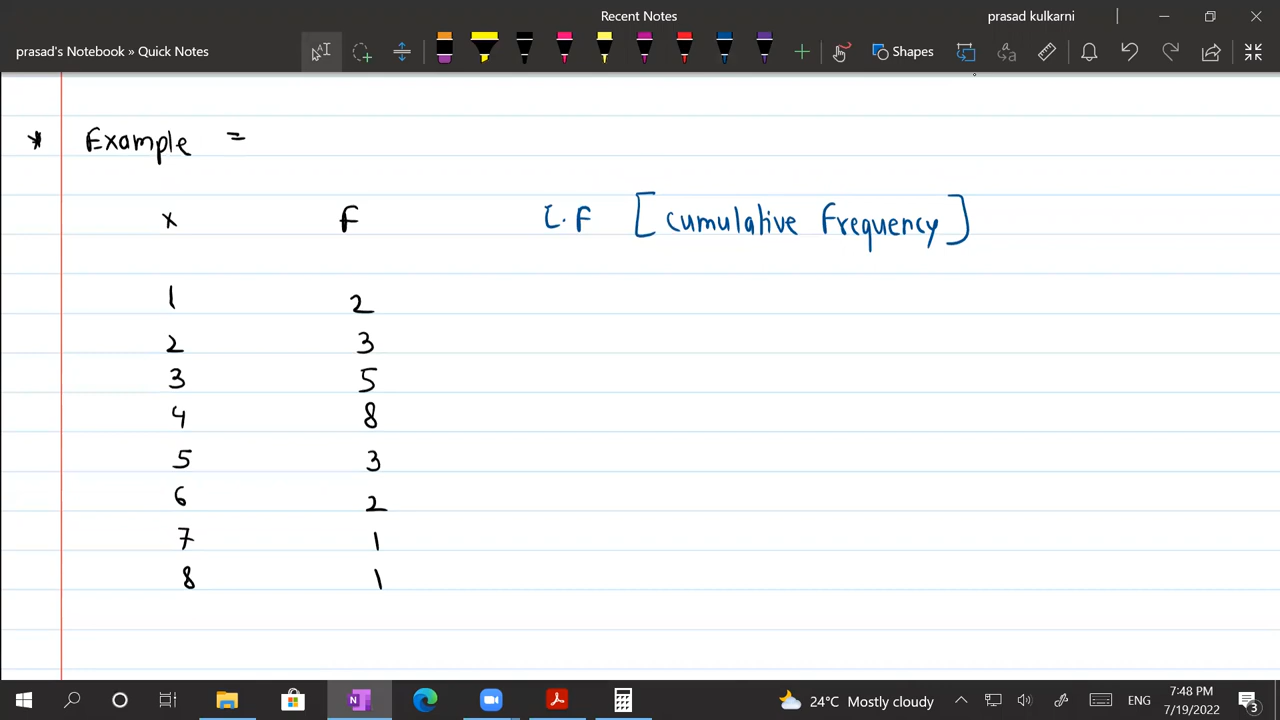 Recent Notes
prasad kulkarni
prasad's Notebook » Quick Notes
Shapes
* Example =
x F C.F [cumulative frequency]
1 2
2 3
3 5
4 8
5 3
6 2
7 1
8 1
24°C Mostly cloudy
ENG
7:48 PM
7/19/2022
3